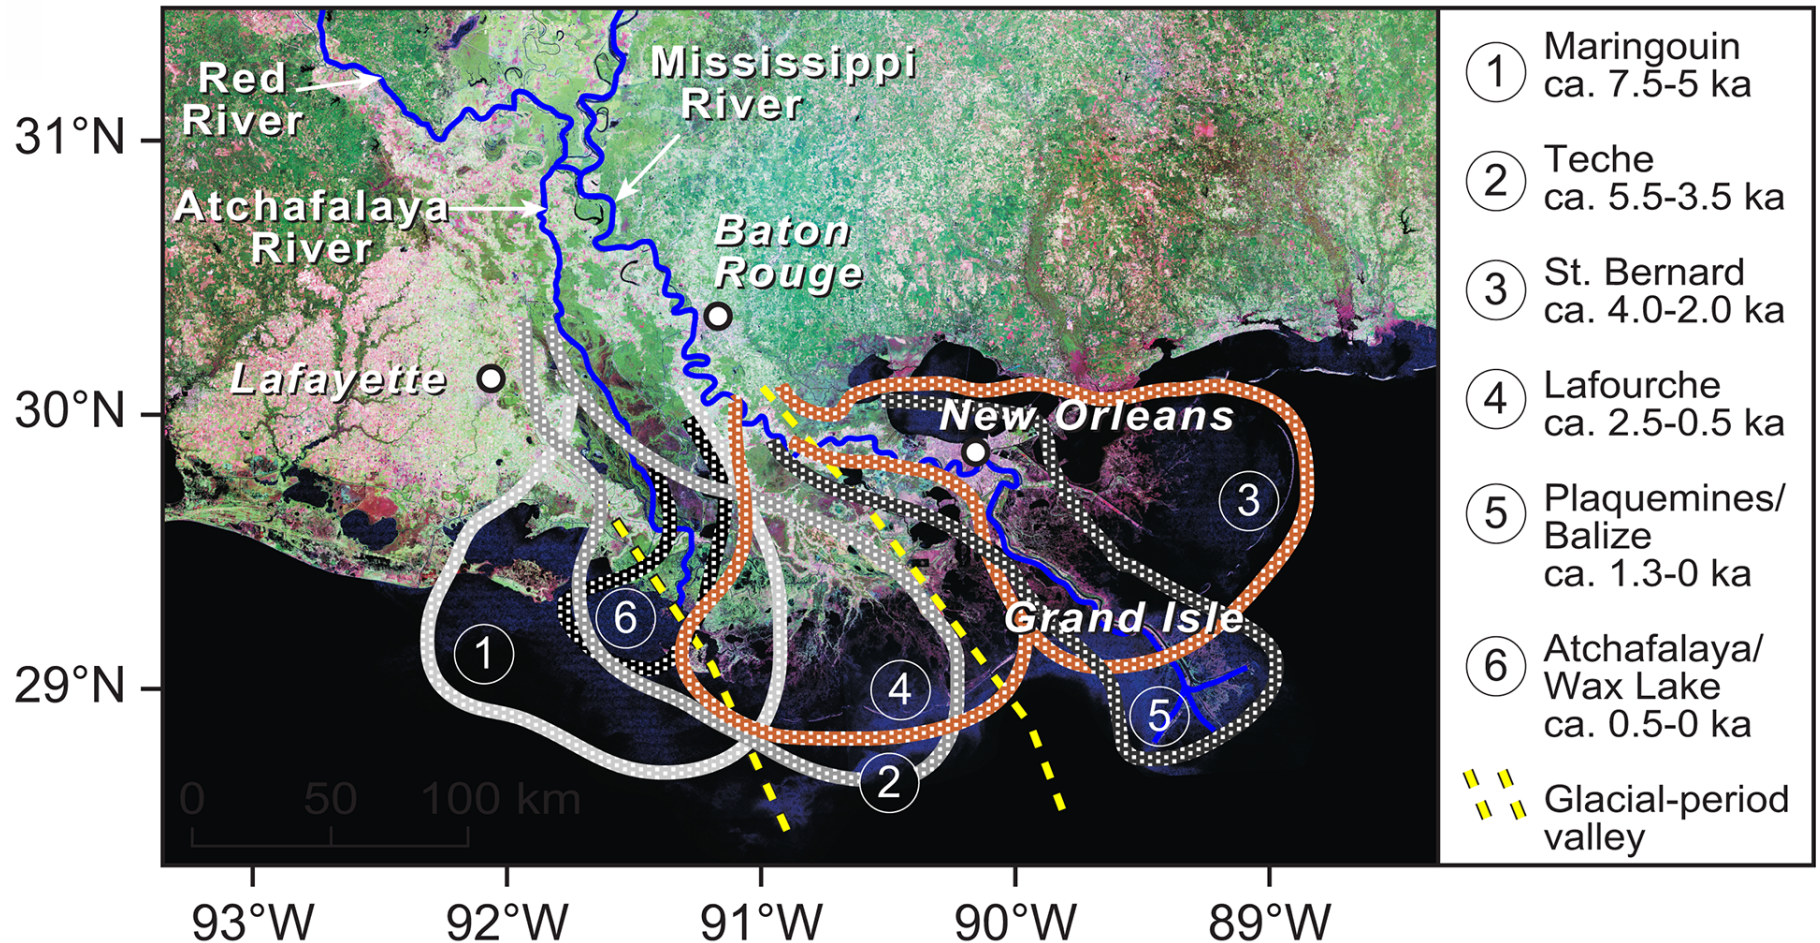 Red
River
Mississippi
River
31°N
Atchafalaya
River
Baton
Rouge
Lafayette
30°N
New Orleans
3
6
Grand Isle
1
29°N
4
5
2
0 50 100 km
93°W 92°W 91°W 90°W 89°W
1 Maringouin
ca. 7.5-5 ka
2 Teche
ca. 5.5-3.5 ka
3 St. Bernard
ca. 4.0-2.0 ka
4 Lafourche
ca. 2.5-0.5 ka
5 Plaquemines/
Balize
ca. 1.3-0 ka
6 Atchafalaya/
Wax Lake
ca. 0.5-0 ka
Glacial-period
valley